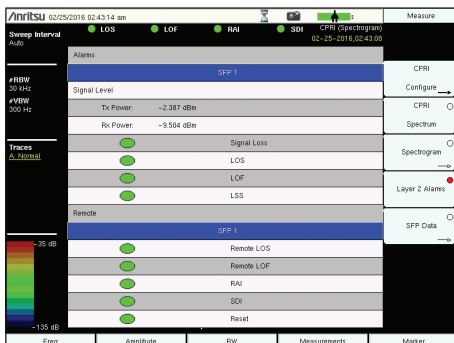 Anritsu 02/25/2016 02:43:14 am
Measure
Sweep Interval
Auto
LOS LOF RAI SDI CPRI (Spectrogram)
02-25-2016,02:43:08
Alarms
SFP 1
#RBW
30 kHz
Signal Level
#VBW
300 Hz
Tx Power: -2.387 dBm
Rx Power: -9.504 dBm
Traces
A: Normal
Signal Loss
LOS
LOF
LSS
Remote
SFP 1
-35 dB
Remote LOS
Remote LOF
RAI
SDI
Reset
-135 dB
CPRI
Configure
CPRI
Spectrum
Spectrogram
Layer 2 Alarms
SFP Data
Freq Amplitude BW Measurements Marker